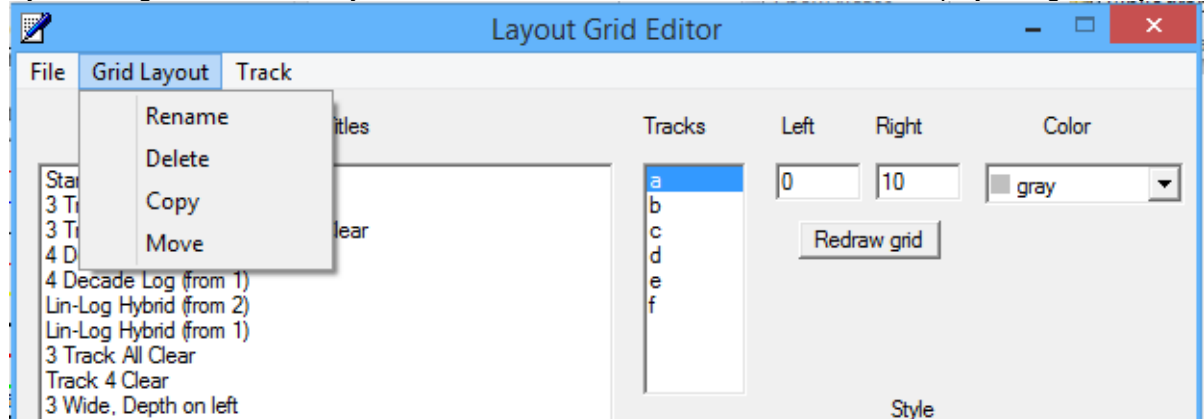 Layout Grid Editor
File Grid Layout Track
Rename
Delete
Copy
Move
Tracks Left Right Color
a 0 10 gray
b
c Redraw grid
d
e
f
4 Decade Log (from 1)
Lin-Log Hybrid (from 2)
Lin-Log Hybrid (from 1)
3 Track All Clear
Track 4 Clear
3 Wide, Depth on left
Style